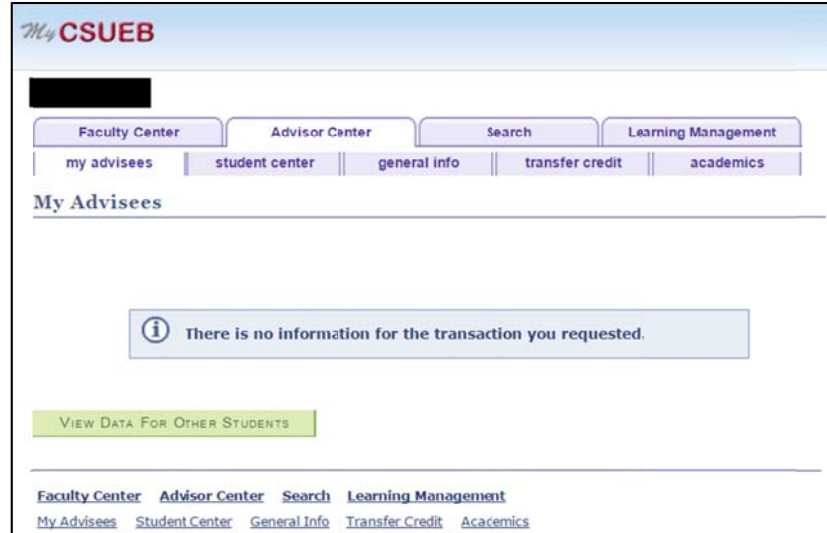 My CSUEB
Faculty Center Advisor Center Search Learning Management
my advisees student center general info transfer credit academics
My Advisees
There is no information for the transaction you requested.
VIEW DATA FOR OTHER STUDENTS
Faculty Center Advisor Center Search Learning Management
My Advisees Student Center General Info Transfer Credit Academics